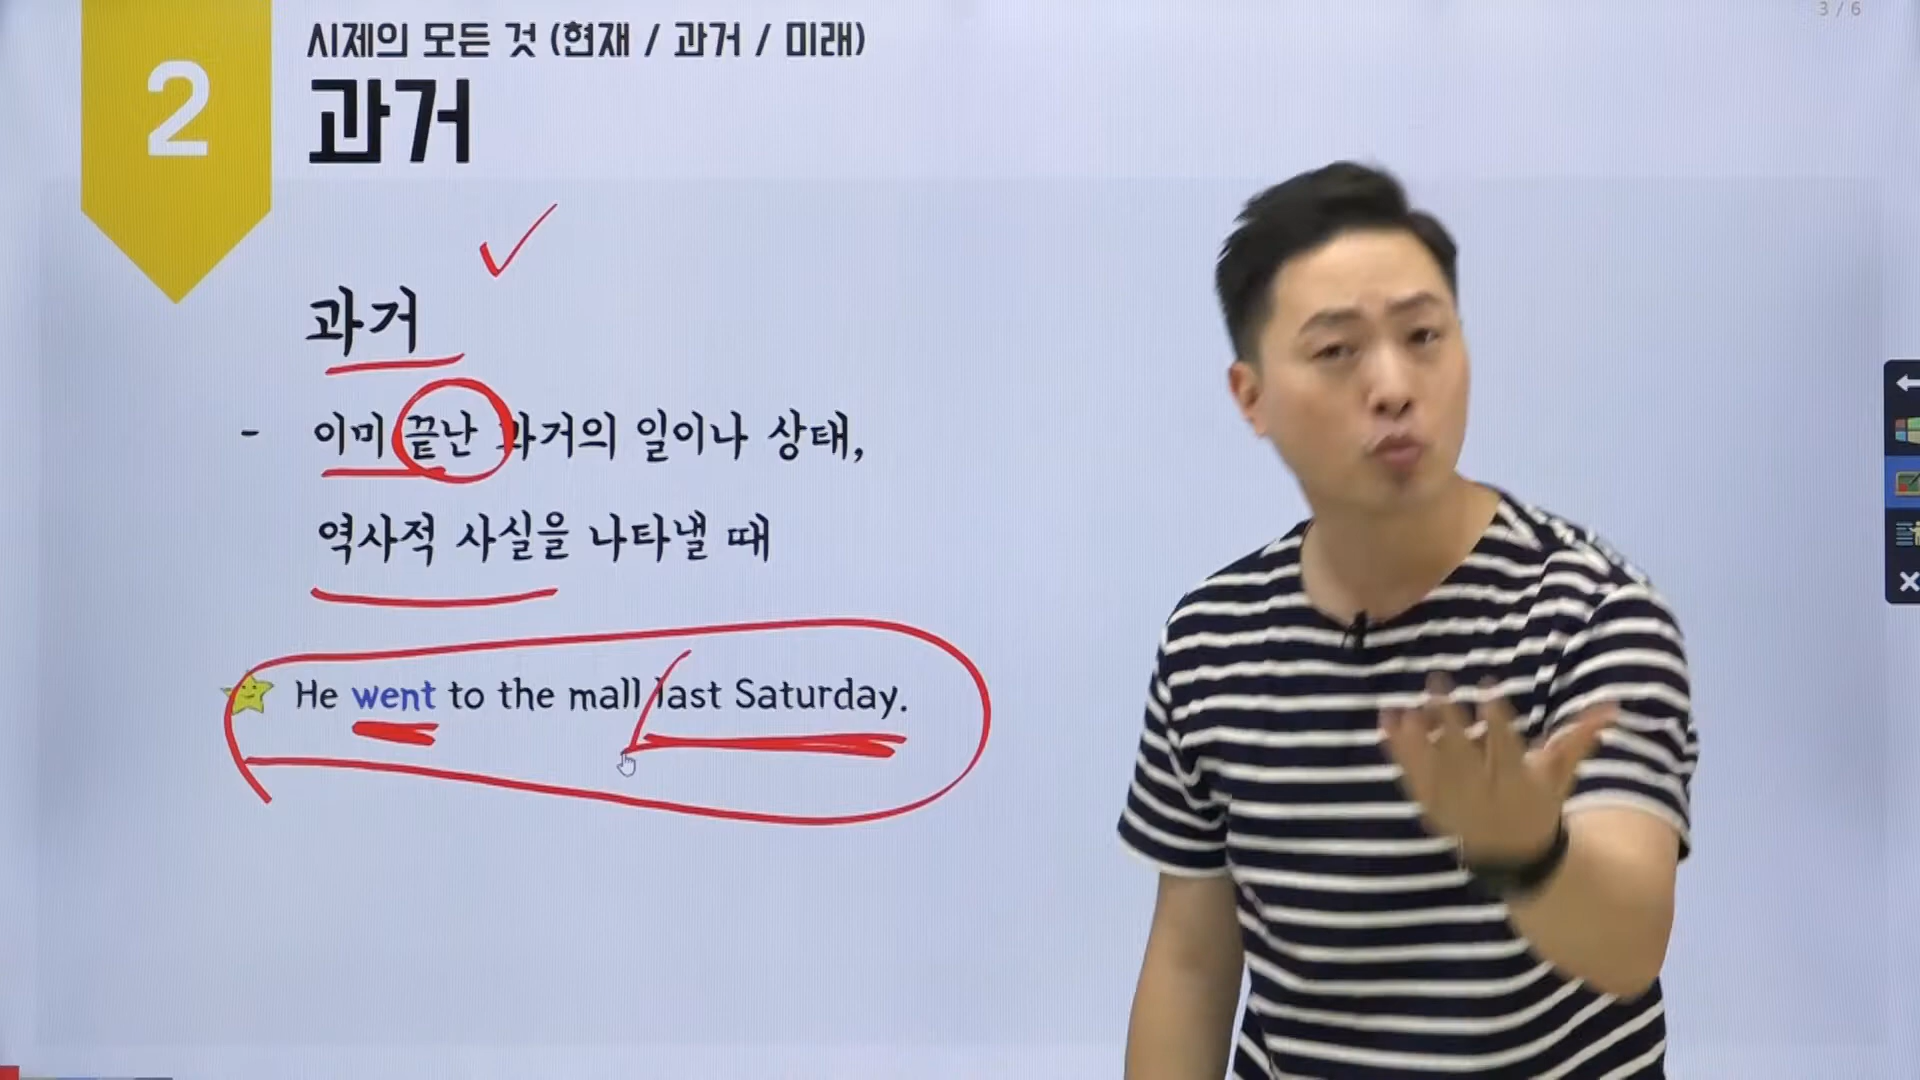 3 / 6
2
시제의 모든 것 (현재 / 과거 / 미래)
과거
과거
- 이미 끝난 과거의 일이나 상태,
역사적 사실을 나타낼 때
He went to the mall last Saturday.